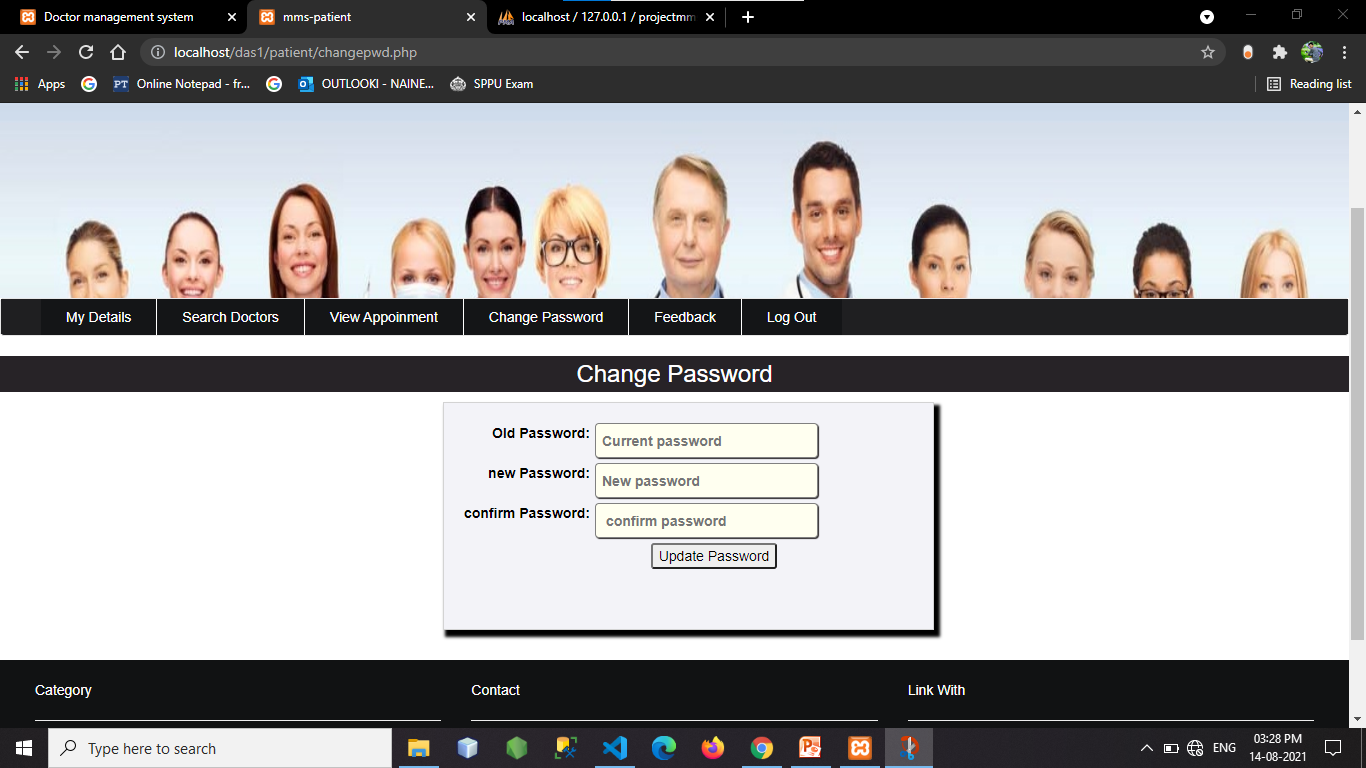 Doctor management system
mms-patient
localhost / 127.0.0.1 / projectmm
localhost/das1/patient/changepwd.php
Apps
PT
Online Notepad - fr...
OUTLOOKI - NAINE...
SPPU Exam
Reading list
My Details
Search Doctors
View Appoinment
Change Password
Feedback
Log Out
Change Password
Old Password: Current password
new Password: New password
confirm Password: confirm password
Update Password
Category
Contact
Link With
Type here to search
ENG
03:28 PM
14-08-2021